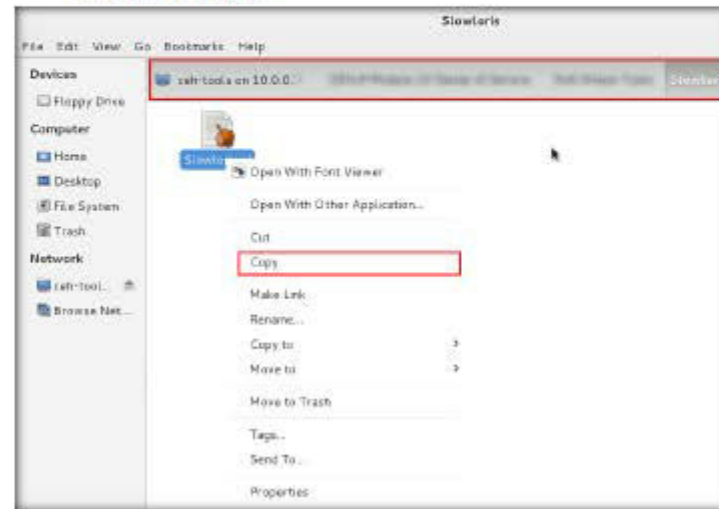 Slowloris
File Edit View Go Bookmarks Help
Devices
Floppy Drive
Computer
Home
Desktop
File System
Trash
Network
ceh-tool...
Browse Net...
ceh-tools on 10.0.0.
Open With Font Viewer
Open With Other Application...
Cut
Copy
Make Link
Rename...
Copy to
Move to
Move to Trash
Tags...
Send To...
Properties